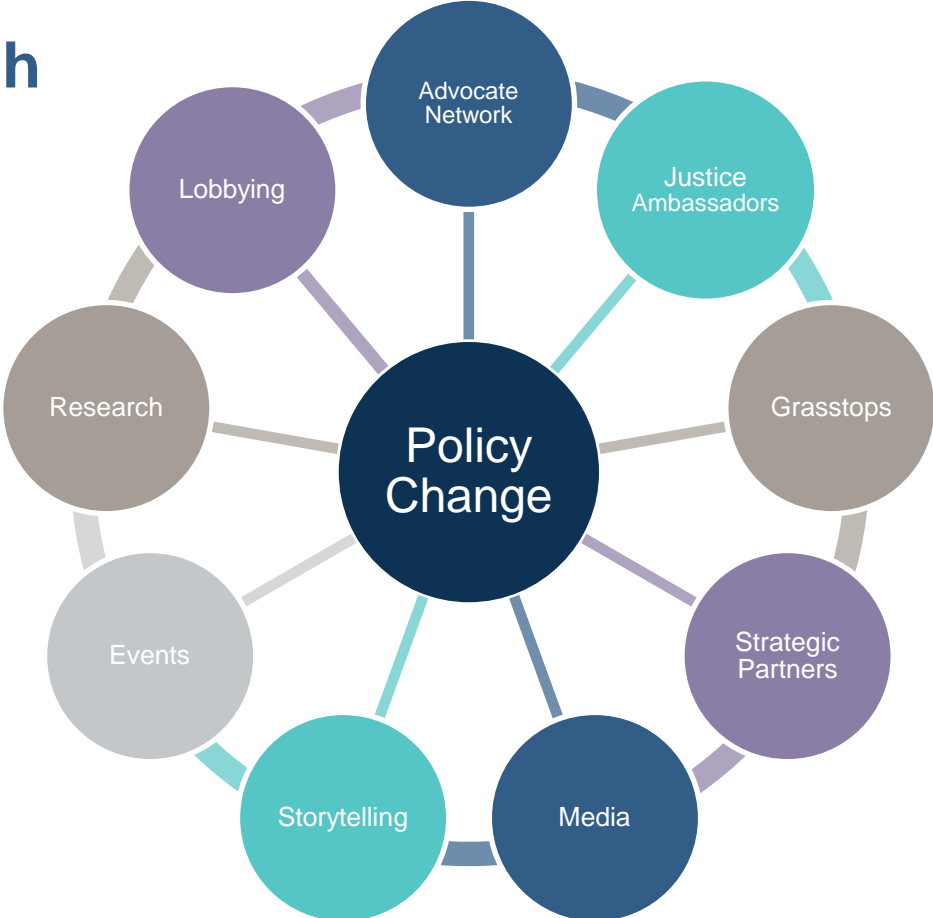 h
Advocate
Network
Justice
Ambassadors
Grasstops
Strategic
Partners
Media
Storytelling
Events
Research
Lobbying
Policy
Change